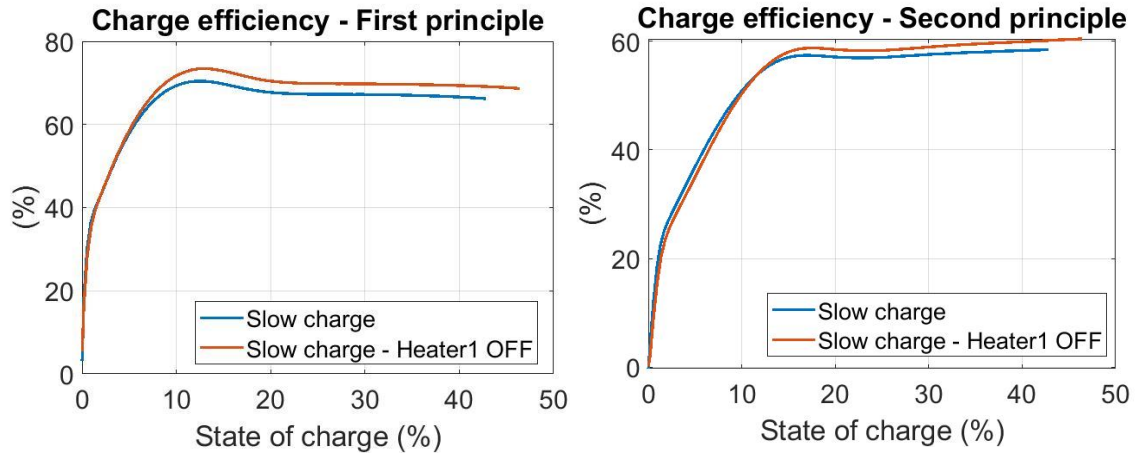 Charge efficiency - First principle
80
60
40
20
0
(%)
0 10 20 30 40 50
State of charge (%)
Slow charge
Slow charge - Heater1 OFF
Charge efficiency - Second principle
60
40
20
0
(%)
0 10 20 30 40 50
State of charge (%)
Slow charge
Slow charge - Heater1 OFF